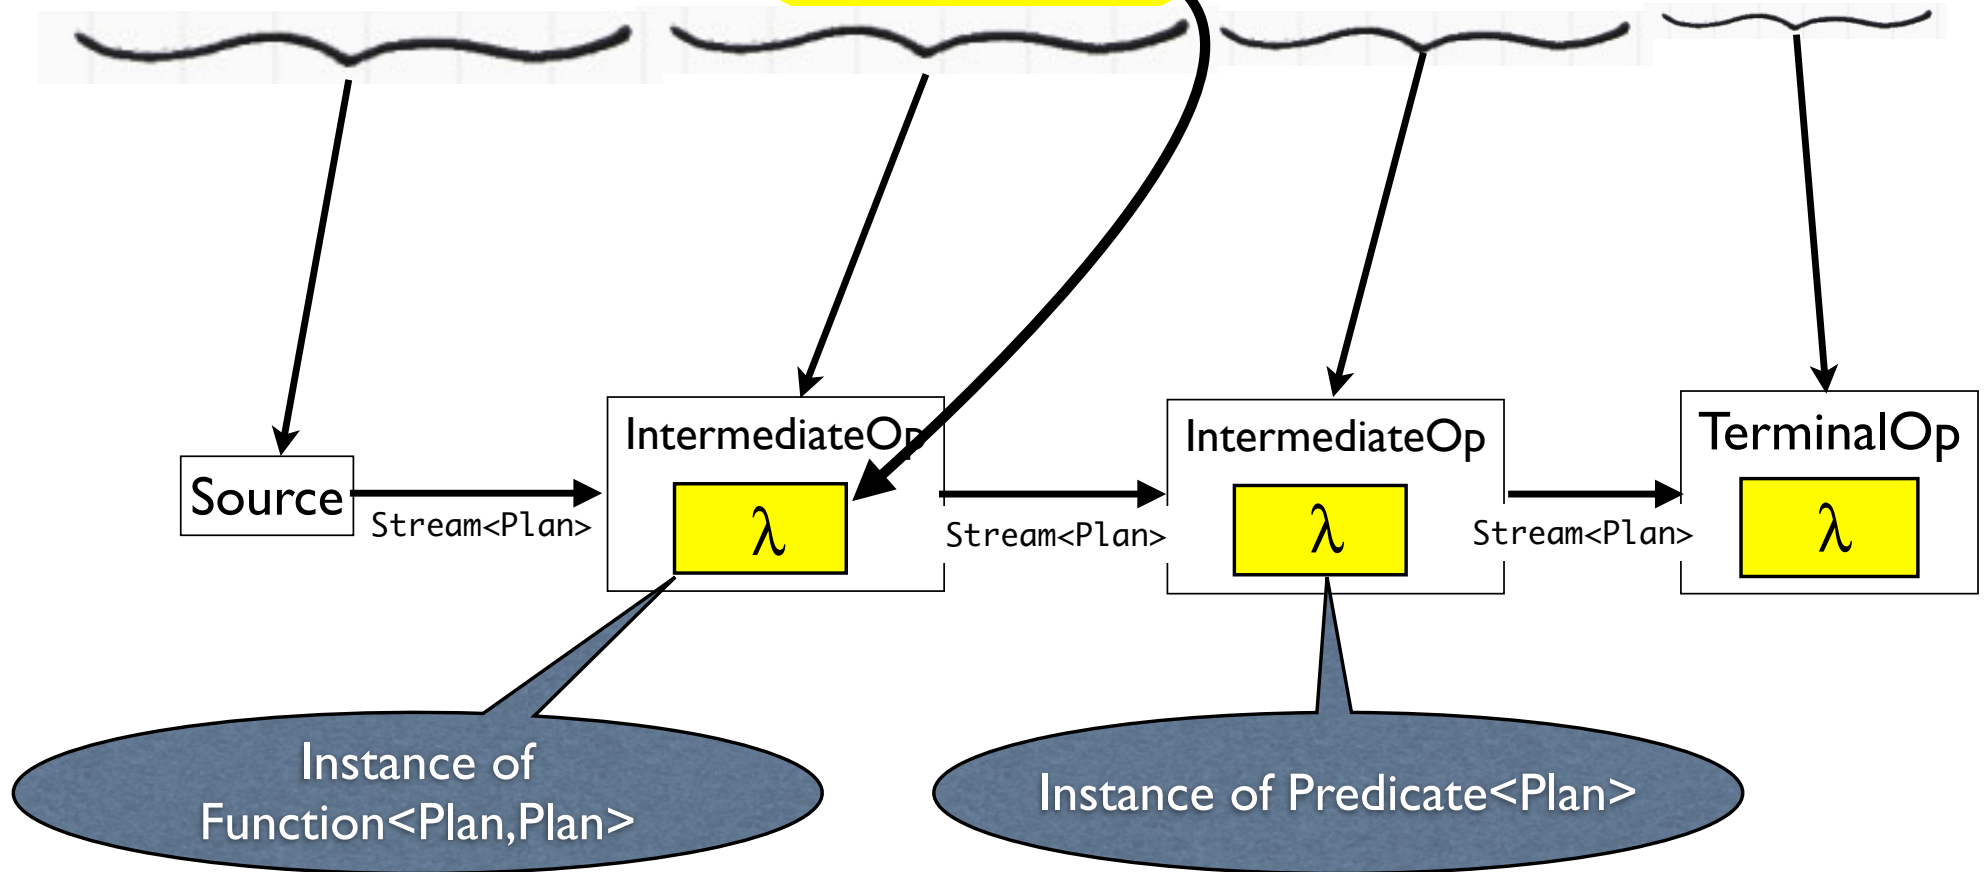 IntermediateOp
IntermediateOp
TerminalOp
Source
λ
λ
λ
Stream<Plan>
Stream<Plan>
Stream<Plan>
Instance of
Function<Plan,Plan>
Instance of Predicate<Plan>